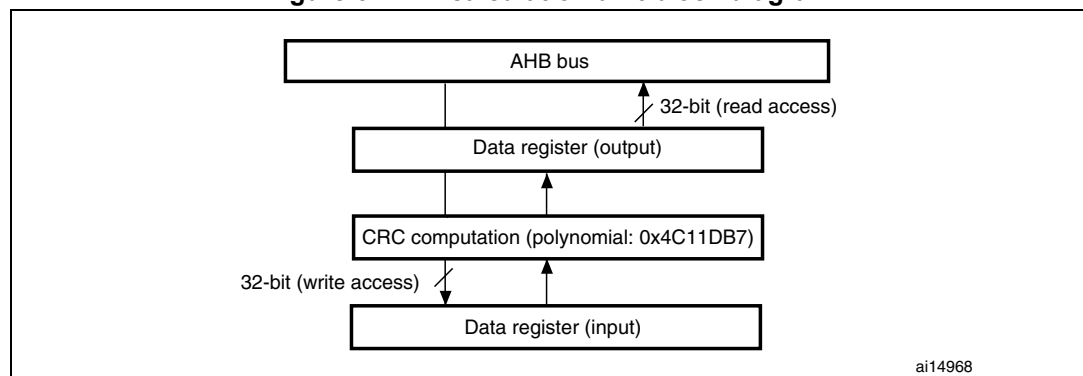 AHB bus
32-bit (read access)
Data register (output)
CRC computation (polynomial: 0x4C11DB7)
32-bit (write access)
Data register (input)
ai14968